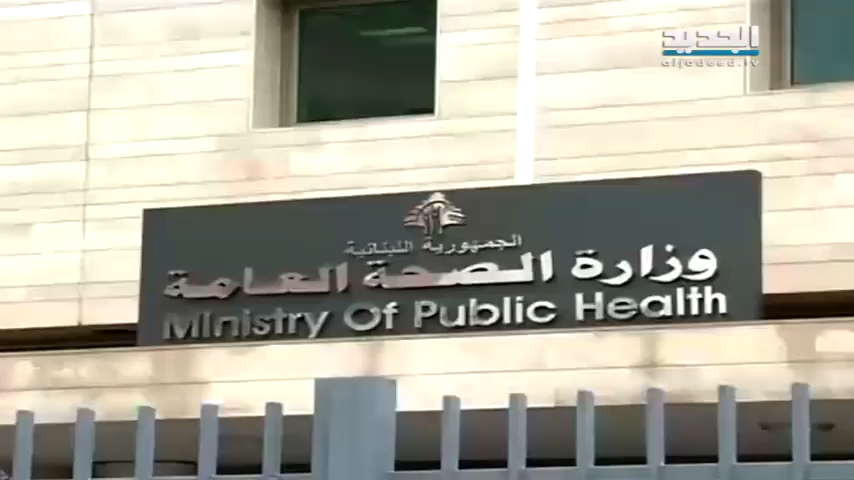 الجديد
aljadeed.tv
الجمهورية اللبنانية
وزارة الصحة العامة
Ministry Of Public Health